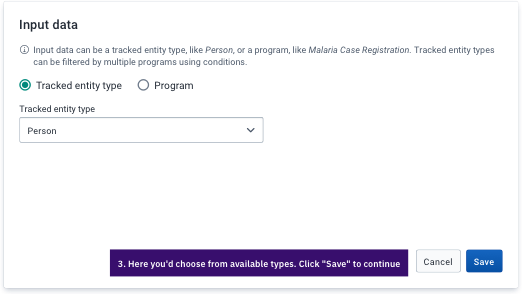 Input data
Input data can be a tracked entity type, like Person, or a program, like Malaria Case Registration. Tracked entity types
can be filtered by multiple programs using conditions.
Tracked entity type
Program
Tracked entity type
Person
3. Here you'd choose from available types. Click "Save" to continue
Cancel
Save